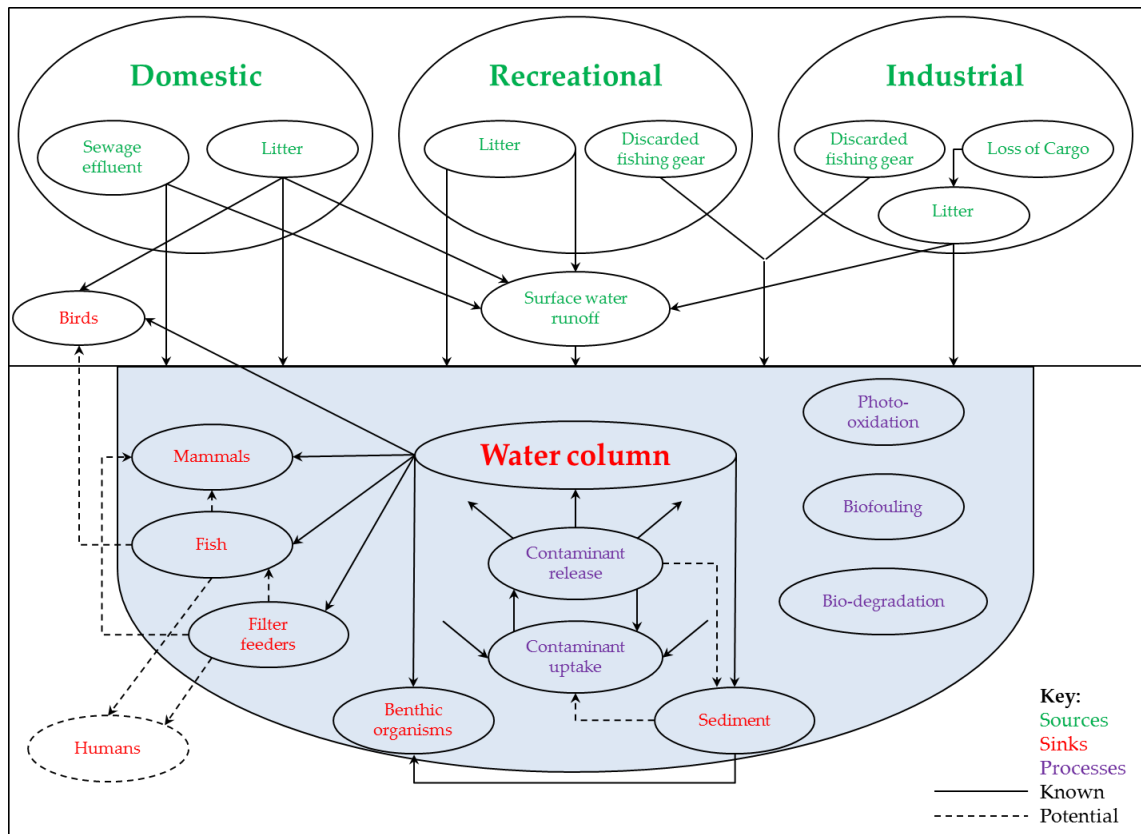 Domestic
Recreational
Industrial
Sewage
effluent
Litter
Litter
Discarded
fishing gear
Discarded
fishing gear
Loss of Cargo
Litter
Birds
Surface water
runoff
Photo-
oxidation
Mammals
Water column
Biofouling
Fish
Contaminant
release
Bio-degradation
Filter
feeders
Contaminant
uptake
Benthic
organisms
Sediment
Humans
Key:
Sources
Sinks
Processes
Known
Potential